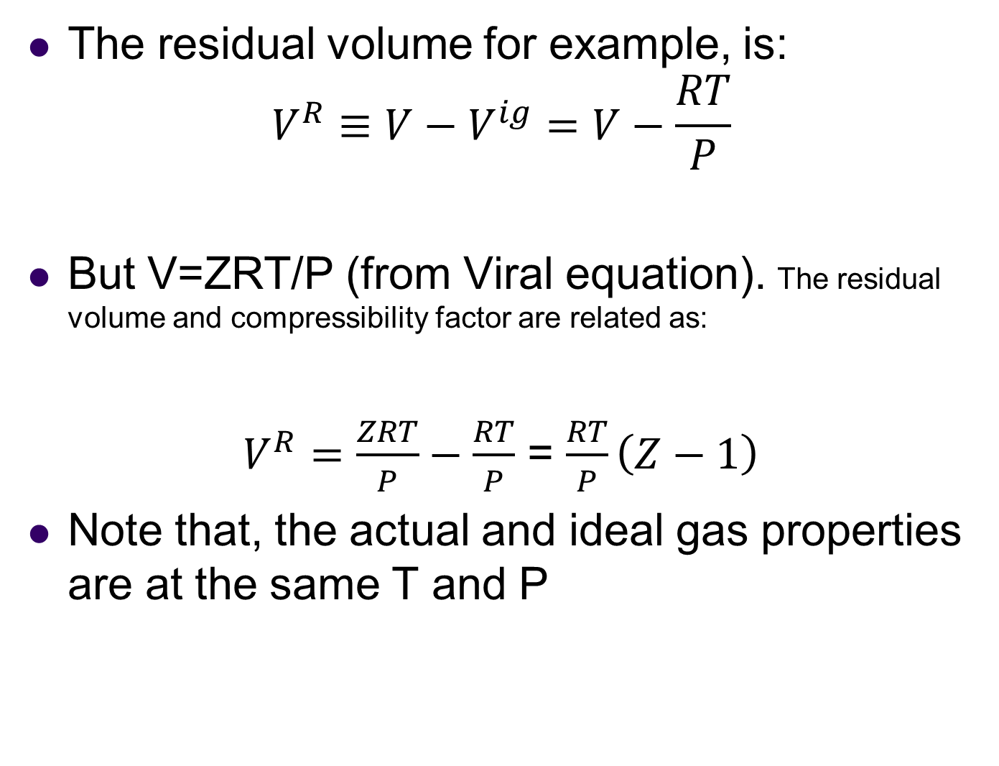 ● The residual volume for example, is:
V^R ≡ V − V^{ig} = V − \frac{RT}{P}
● But V=ZRT/P (from Viral equation). The residual
volume and compressibility factor are related as:
V^R = \frac{ZRT}{P} − \frac{RT}{P} = \frac{RT}{P} (Z − 1)
● Note that, the actual and ideal gas properties
are at the same T and P